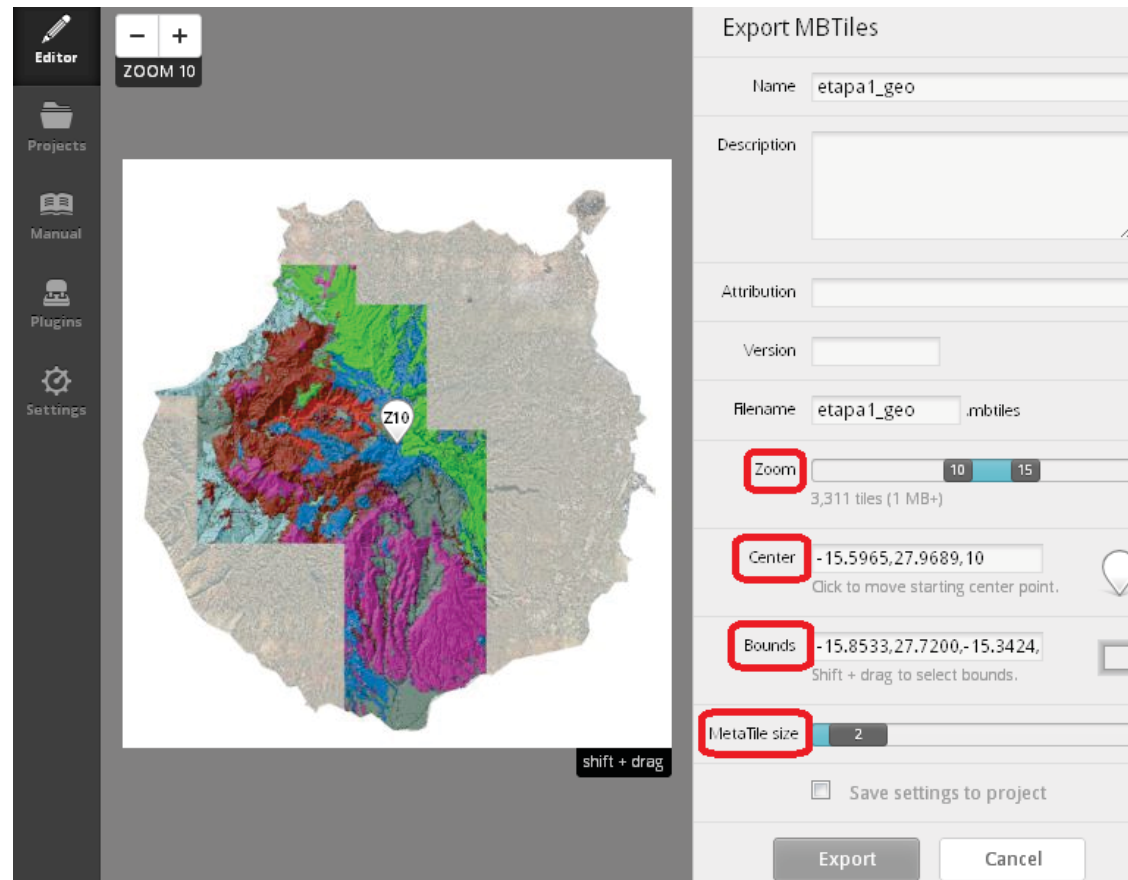 Editor
Projects
Manual
Plugins
Settings
− +
ZOOM 10
Z10
shift + drag
Export MBTiles
Name etapa1_geo
Description
Attribution
Version
Filename etapa1_geo .mbtiles
Zoom 10 15
3,311 tiles (1 MB+)
Center -15.5965,27.9689,10
Click to move starting center point.
Bounds -15.8533,27.7200,-15.3424,
Shift + drag to select bounds.
MetaTile size 2
Save settings to project
Export Cancel